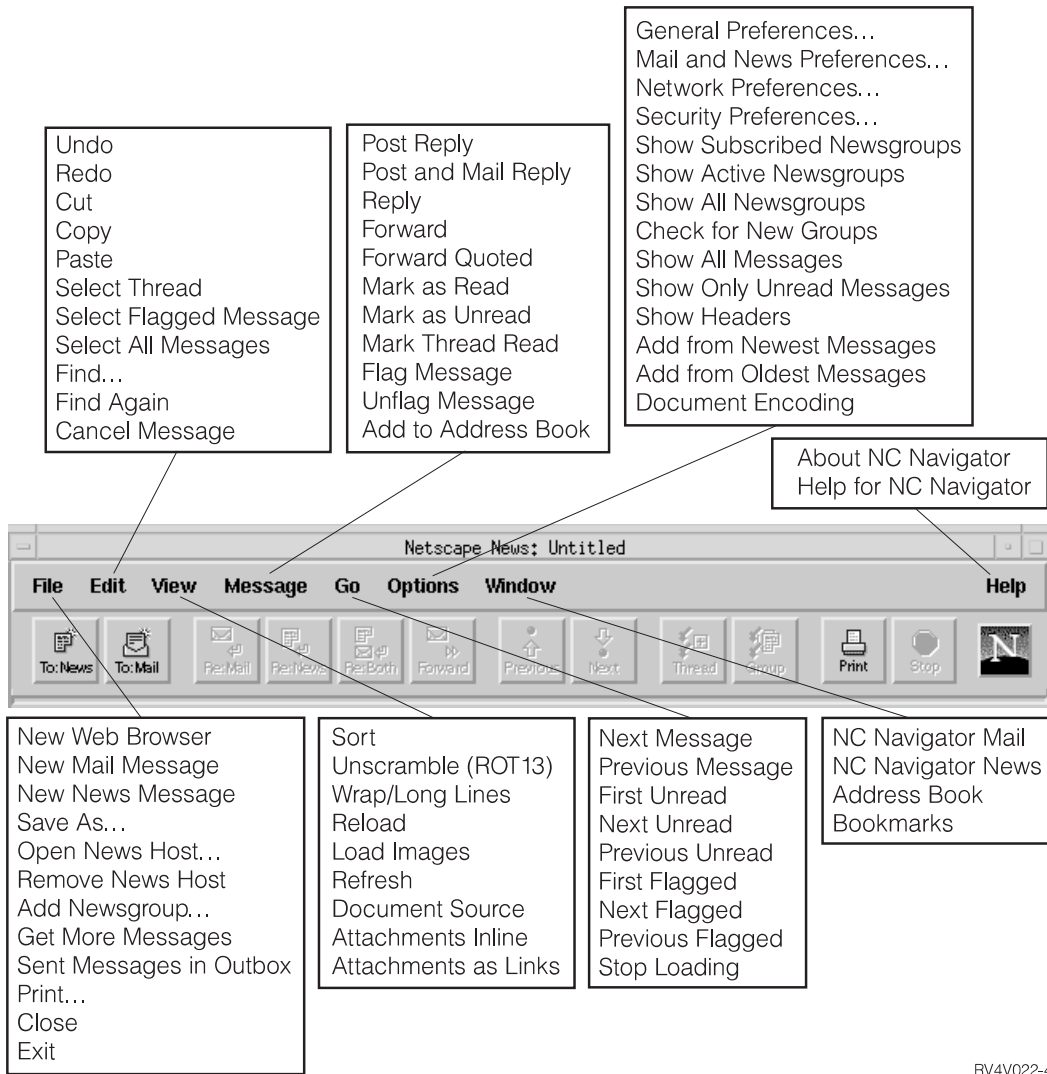 General Preferences...
Mail and News Preferences...
Network Preferences...
Security Preferences...
Show Subscribed Newsgroups
Show Active Newsgroups
Show All Newsgroups
Check for New Groups
Show All Messages
Show Only Unread Messages
Show Headers
Add from Newest Messages
Add from Oldest Messages
Document Encoding
Undo
Redo
Cut
Copy
Paste
Select Thread
Select Flagged Message
Select All Messages
Find...
Find Again
Cancel Message
Post Reply
Post and Mail Reply
Reply
Forward
Forward Quoted
Mark as Read
Mark as Unread
Mark Thread Read
Flag Message
Unflag Message
Add to Address Book
About NC Navigator
Help for NC Navigator
Netscape News: Untitled
File Edit View Message Go Options Window Help
To:News To:Mail Re:Mail Re:News Re:Both Forward Previous Next Thread Group Print Stop N
New Web Browser
New Mail Message
New News Message
Save As...
Open News Host...
Remove News Host
Add Newsgroup...
Get More Messages
Sent Messages in Outbox
Print...
Close
Exit
Sort
Unscramble (ROT13)
Wrap/Long Lines
Reload
Load Images
Refresh
Document Source
Attachments Inline
Attachments as Links
Next Message
Previous Message
First Unread
Next Unread
Previous Unread
First Flagged
Next Flagged
Previous Flagged
Stop Loading
NC Navigator Mail
NC Navigator News
Address Book
Bookmarks